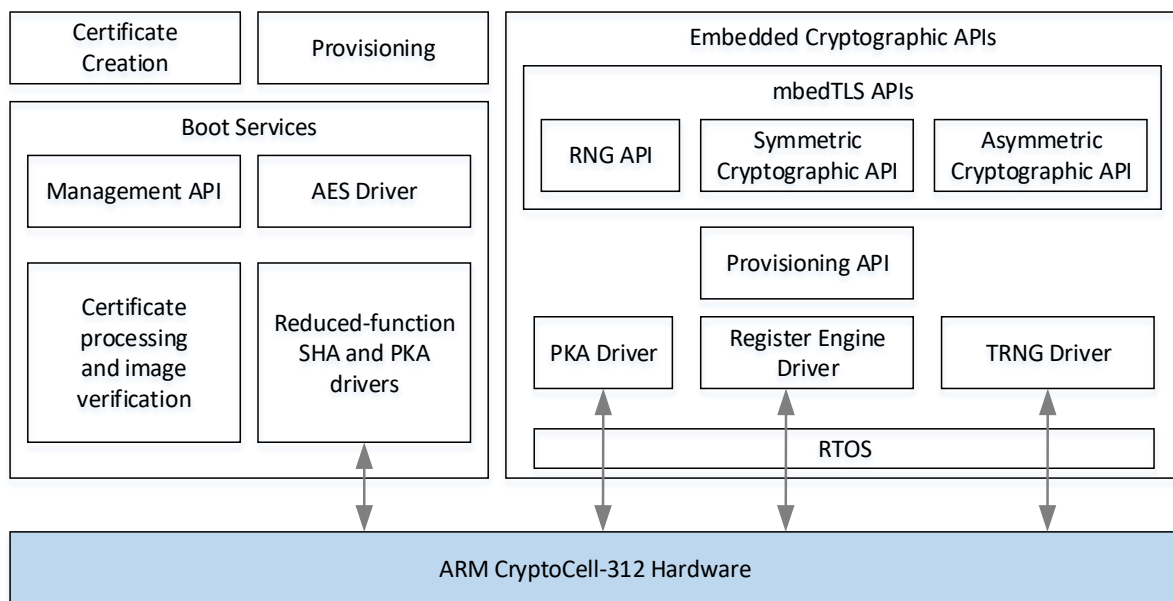 Certificate
Creation
Provisioning
Boot Services
Management API
AES Driver
Certificate
processing
and image
verification
Reduced-function
SHA and PKA
drivers
Embedded Cryptographic APIs
mbedTLS APIs
RNG API
Symmetric
Cryptographic API
Asymmetric
Cryptographic API
Provisioning API
PKA Driver
Register Engine
Driver
TRNG Driver
RTOS
ARM CryptoCell-312 Hardware